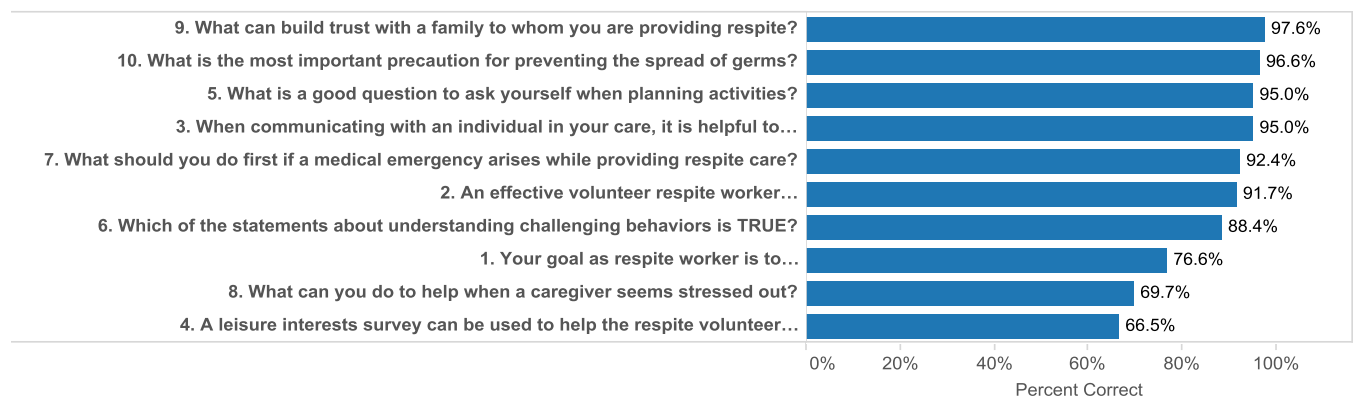 9. What can build trust with a family to whom you are providing respite? 97.6%
10. What is the most important precaution for preventing the spread of germs? 96.6%
5. What is a good question to ask yourself when planning activities? 95.0%
3. When communicating with an individual in your care, it is helpful to… 95.0%
7. What should you do first if a medical emergency arises while providing respite care? 92.4%
2. An effective volunteer respite worker… 91.7%
6. Which of the statements about understanding challenging behaviors is TRUE? 88.4%
1. Your goal as respite worker is to… 76.6%
8. What can you do to help when a caregiver seems stressed out? 69.7%
4. A leisure interests survey can be used to help the respite volunteer… 66.5%
0% 20% 40% 60% 80% 100%
Percent Correct